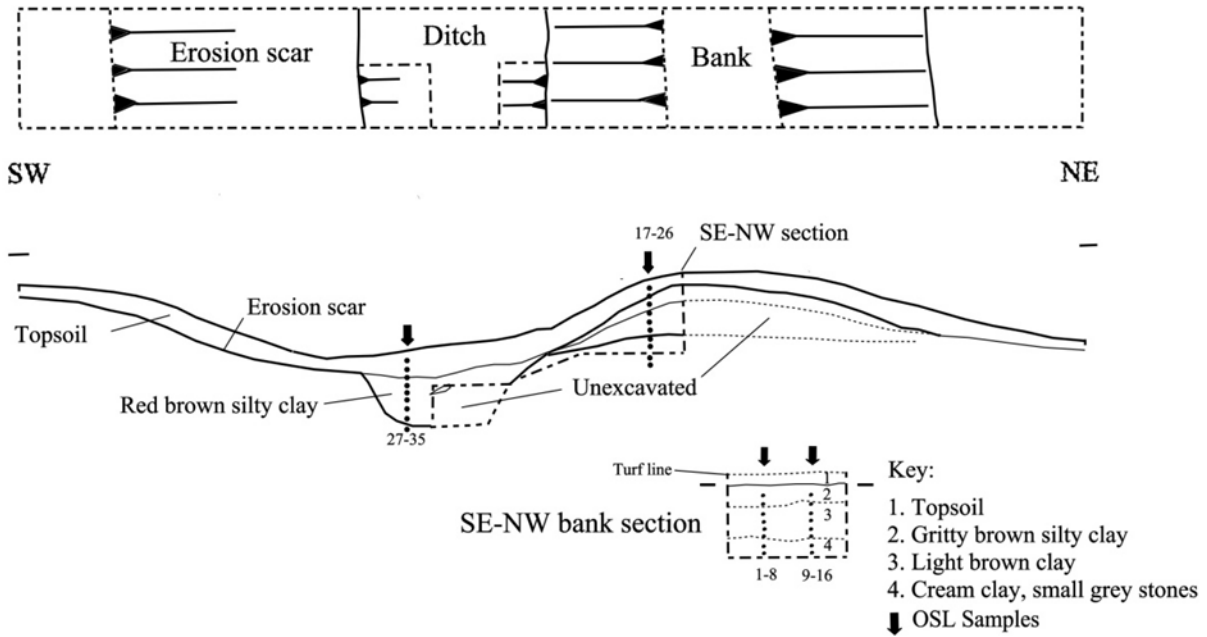 Erosion scar
Ditch
Bank
SW
NE
17-26
SE-NW section
Erosion scar
Topsoil
Red brown silty clay
Unexcavated
27-35
Turf line
1
2
3
4
SE-NW bank section
1-8
9-16
Key:
1. Topsoil
2. Gritty brown silty clay
3. Light brown clay
4. Cream clay, small grey stones
OSL Samples